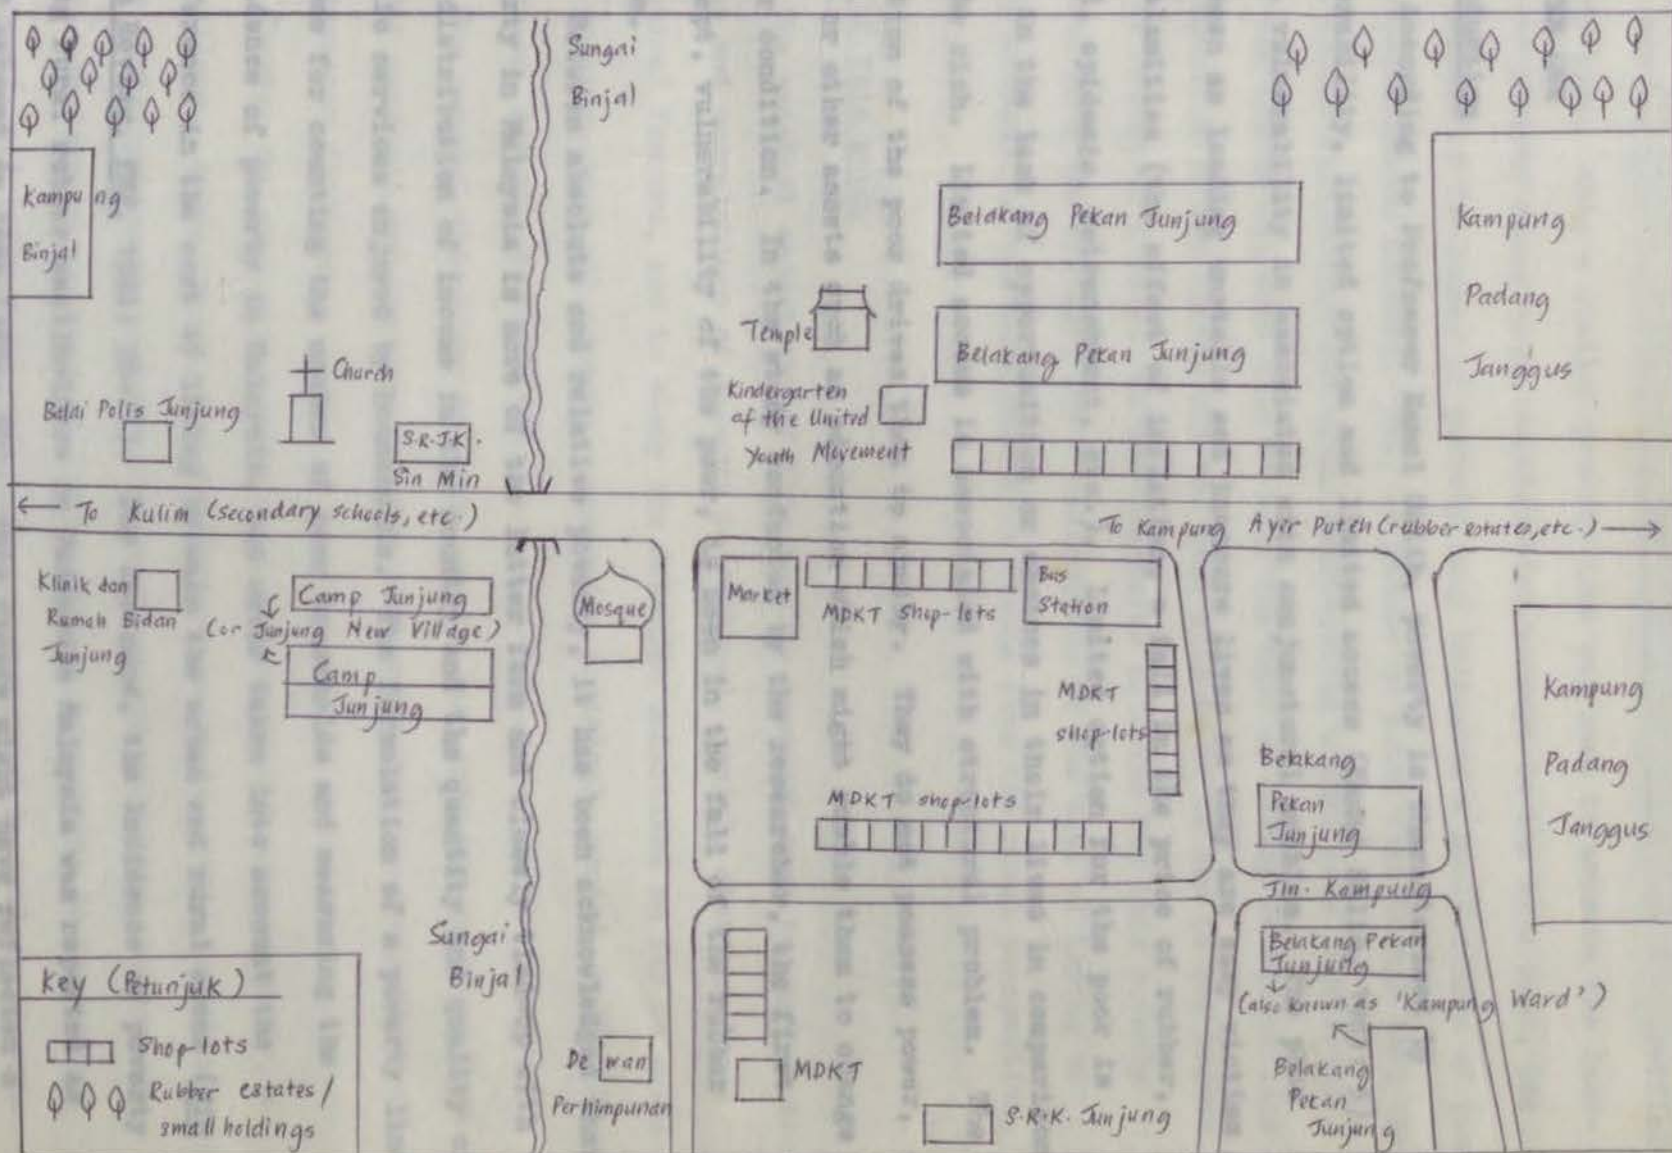 Sungai
Binjal
Kampung
Binjal
Belakang Pekan Junjung
Kampung
Padang
Janggus
Temple
Belakang Pekan Junjung
Church
Kindergarten
of the United
Youth Movement
Balai Polis Junjung
S.R.J.K.
Sin Min
← To Kulim (secondary schools, etc.)
To Kampung Ayer Puteh (rubber estates, etc.) →
Klinik dan
Rumah Bidan
Junjung
Camp Junjung
(or Junjung New Village)
Camp
Junjung
Mosque
Market
MDKT Shop-lots
Bus
Station
MDKT
shop-lots
MDKT shop-lots
Belakang
Pekan
Junjung
Kampung
Padang
Janggus
Jln. Kampung
Sungai
Binjal
Belakang Pekan
Junjung
(also known as 'Kampung Ward')
Belakang
Pekan
Junjung
Dewan
Perhimpunan
MDKT
S.R.K. Junjung
Key (Petunjuk)
Shop-lots
Rubber estates/
small holdings